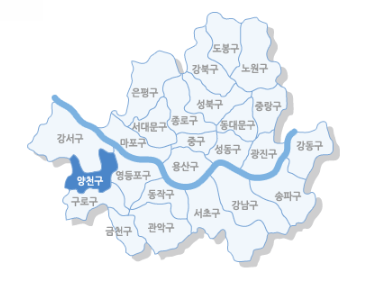 도봉구
강북구
노원구
은평구
성북구
중랑구
강서구
서대문구
종로구
동대문구
마포구
중구
성동구
광진구
강동구
양천구
영등포구
용산구
구로구
동작구
서초구
강남구
송파구
금천구
관악구